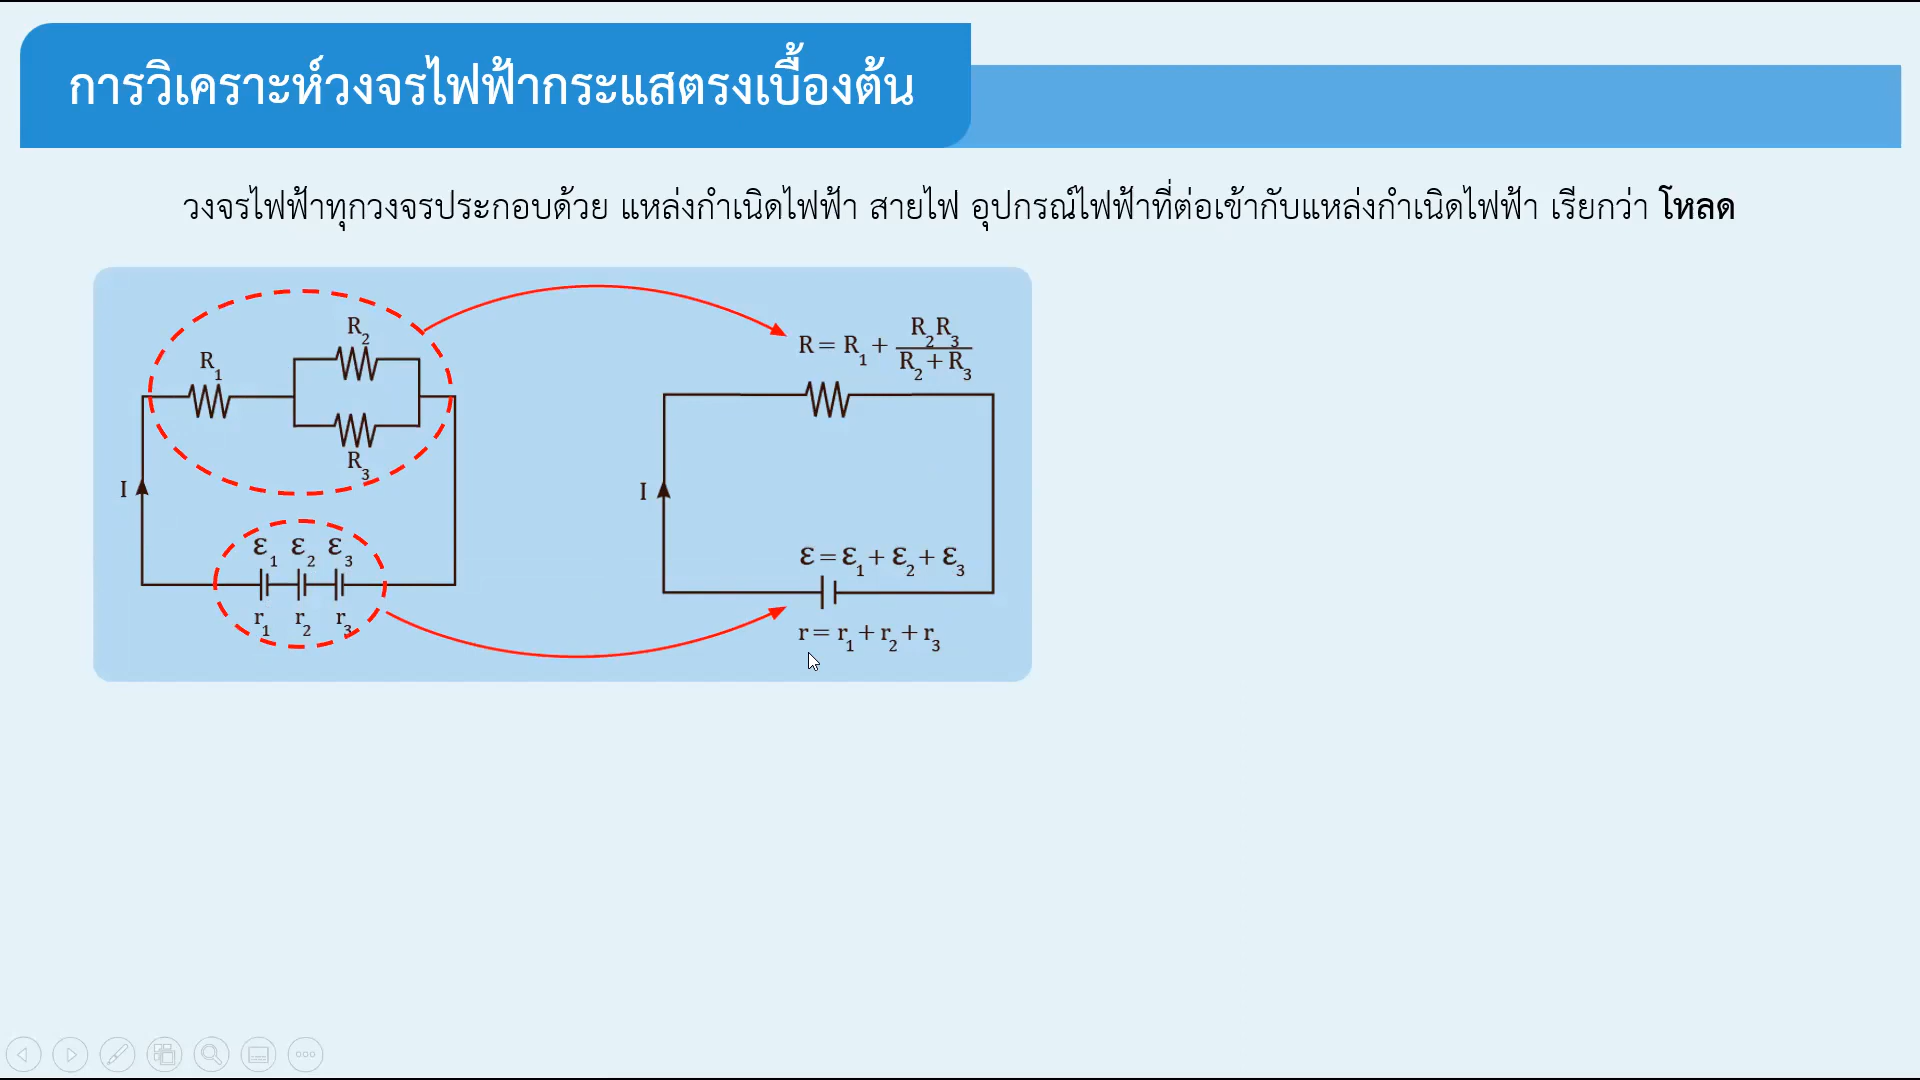 การวิเคราะห์วงจรไฟฟ้ากระแสตรงเบื้องต้น
วงจรไฟฟ้าทุกวงจรประกอบด้วย แหล่งกำเนิดไฟฟ้า สายไฟ อุปกรณ์ไฟฟ้าที่ต่อเข้ากับแหล่งกำเนิดไฟฟ้า เรียกว่า โหลด
R₂
R₁
R₃
I
ε₁ ε₂ ε₃
r₁ r₂ r₃
R = R₁ + R₂R₃ / R₂ + R₃
I
ε = ε₁ + ε₂ + ε₃
r = r₁ + r₂ + r₃